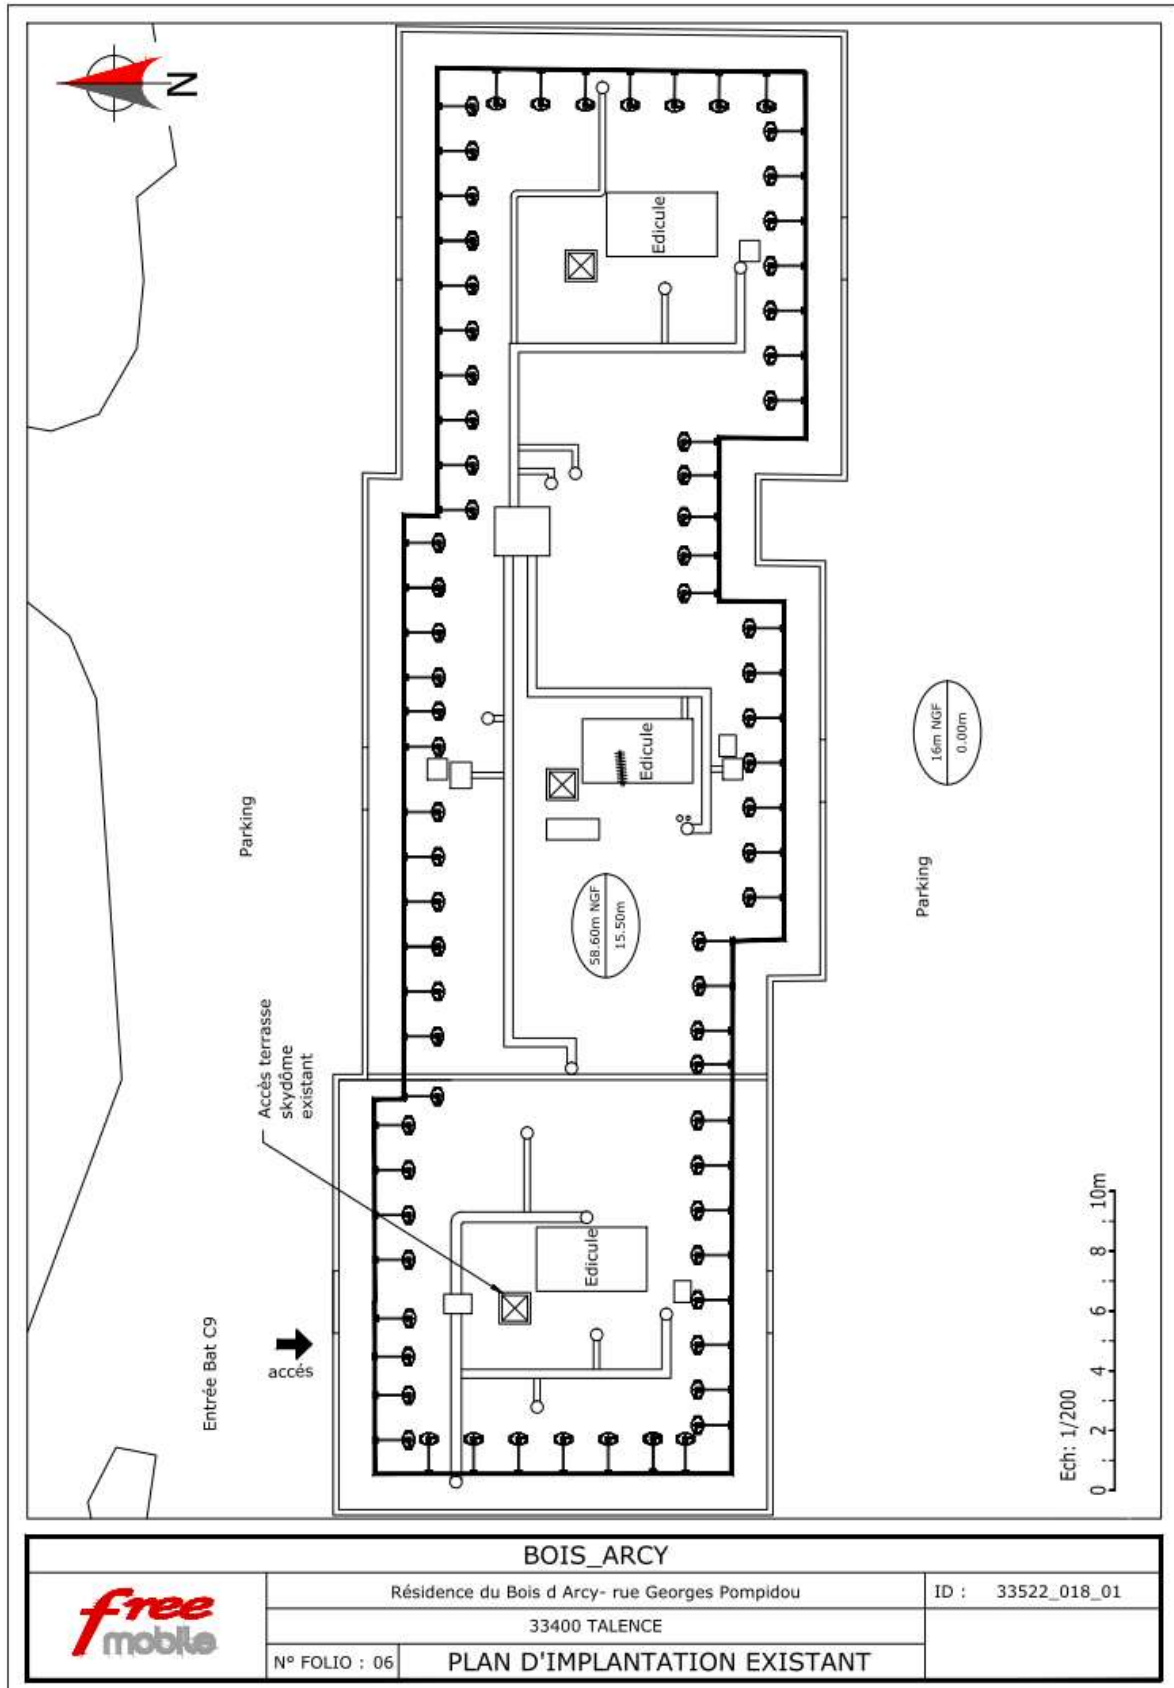 N
Edicule
Edicule
16m NGF
0.00m
Parking
Parking
58.60m NGF
15.50m
Accès terrasse
skydôme
existant
Edicule
Entrée Bat C9
accés
Ech: 1/200
0 2 4 6 8 10m
BOIS_ARCY
free
mobile
Résidence du Bois d Arcy- rue Georges Pompidou
ID : 33522_018_01
33400 TALENCE
N° FOLIO : 06
PLAN D'IMPLANTATION EXISTANT